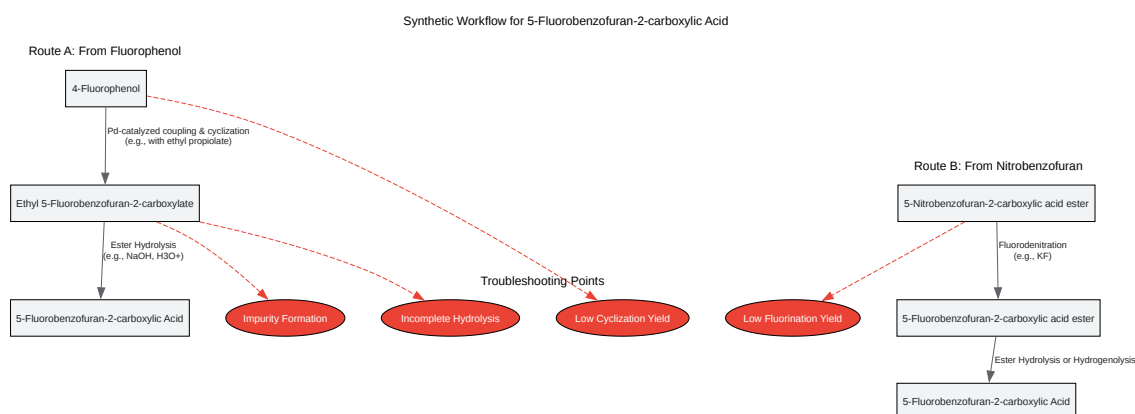 Synthetic Workflow for 5-Fluorobenzofuran-2-carboxylic Acid
Route A: From Fluorophenol
4-Fluorophenol
Pd-catalyzed coupling & cyclization
(e.g., with ethyl propiolate)
Ethyl 5-Fluorobenzofuran-2-carboxylate
Ester Hydrolysis
(e.g., NaOH, H3O+)
5-Fluorobenzofuran-2-carboxylic Acid
Troubleshooting Points
Impurity Formation
Incomplete Hydrolysis
Low Cyclization Yield
Low Fluorination Yield
Route B: From Nitrobenzofuran
5-Nitrobenzofuran-2-carboxylic acid ester
Fluorodenitration
(e.g., KF)
5-Fluorobenzofuran-2-carboxylic acid ester
Ester Hydrolysis or Hydrogenolysis
5-Fluorobenzofuran-2-carboxylic Acid